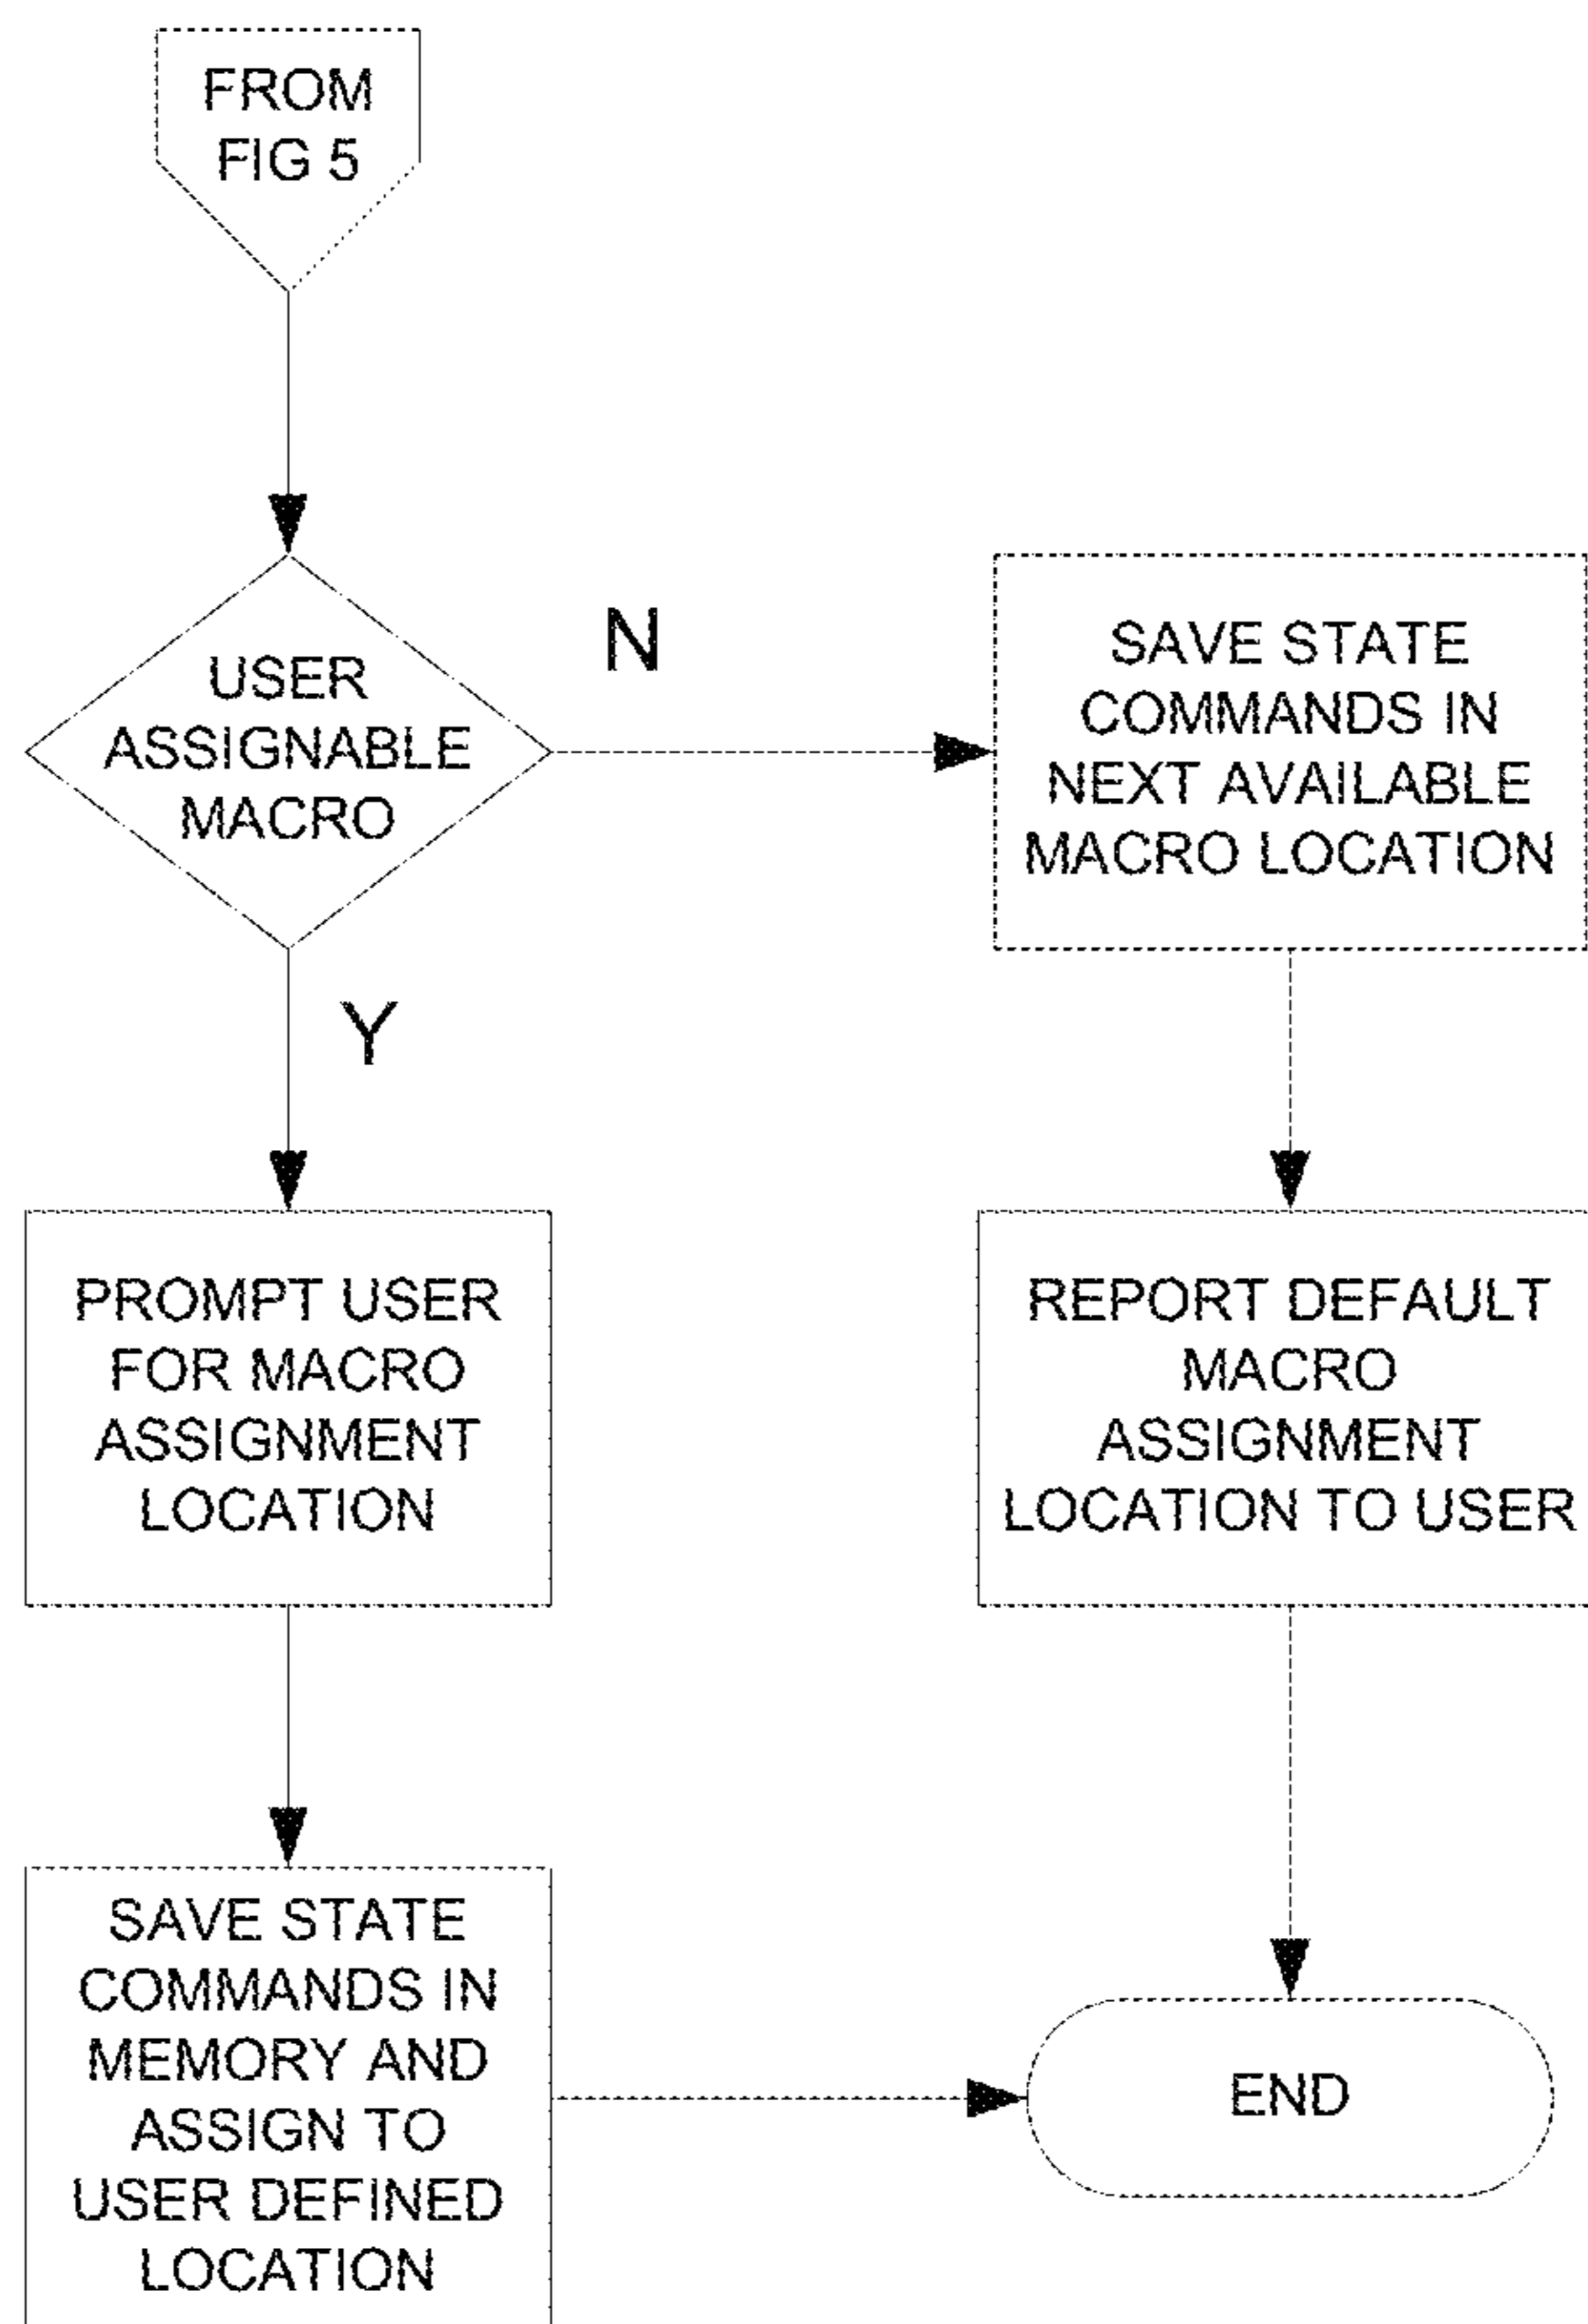 FROM
FIG 5
USER
ASSIGNABLE
MACRO
N
SAVE STATE
COMMANDS IN
NEXT AVAILABLE
MACRO LOCATION
Y
PROMPT USER
FOR MACRO
ASSIGNMENT
LOCATION
REPORT DEFAULT
MACRO
ASSIGNMENT
LOCATION TO USER
SAVE STATE
COMMANDS IN
MEMORY AND
ASSIGN TO
USER DEFINED
LOCATION
END